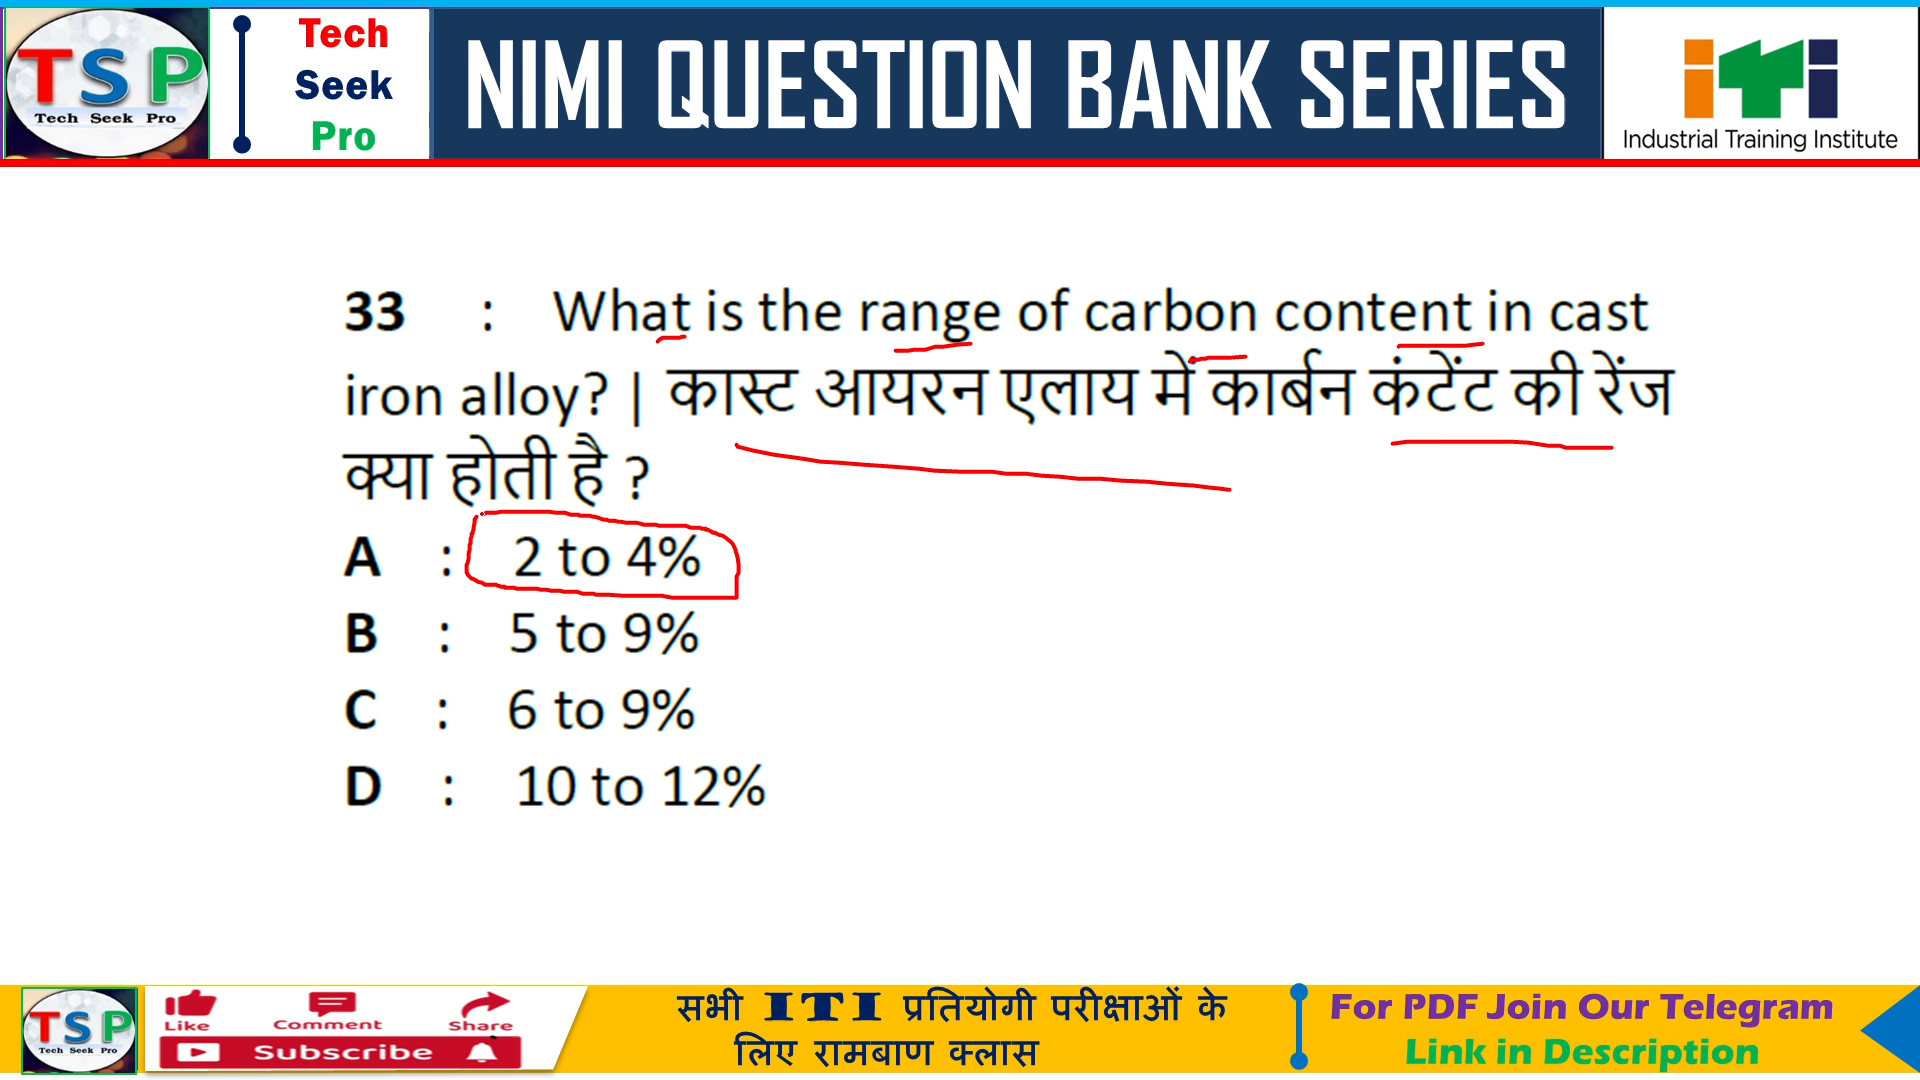 TSP
Tech Seek Pro
Tech
Seek
Pro
NIMI QUESTION BANK SERIES
iTi
Industrial Training Institute
33 : What is the range of carbon content in cast
iron alloy? | कास्ट आयरन एलाय में कार्बन कंटेंट की रेंज
क्या होती है ?
A : 2 to 4%
B : 5 to 9%
C : 6 to 9%
D : 10 to 12%
TSP
Tech Seek Pro
Like
Comment
Share
Subscribe
सभी ITI प्रतियोगी परीक्षाओं के
लिए रामबाण क्लास
For PDF Join Our Telegram
Link in Description